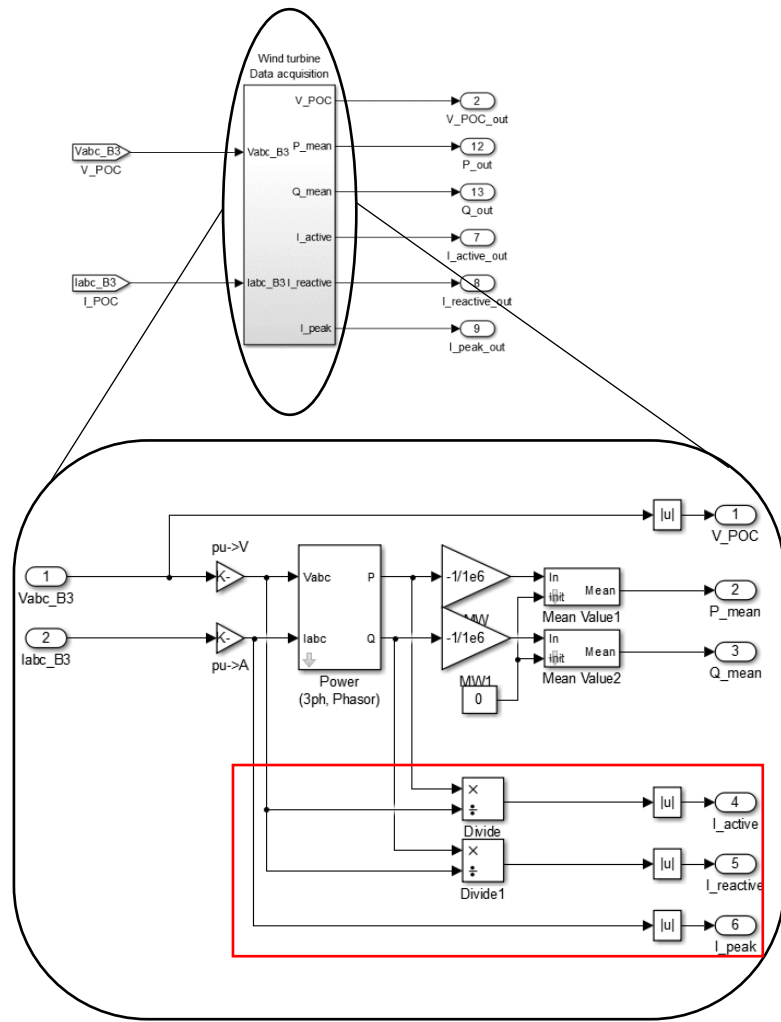 Wind turbine
Data acquisition
V_POC
2
V_POC_out
Vabc_B3
V_POC
Vabc_B3
P_mean
12
P_out
Q_mean
13
Q_out
I_active
7
I_active_out
Iabc_B3
I_POC
Iabc_B3
I_reactive
8
I_reactive_out
I_peak
9
I_peak_out
|u|
1
V_POC
pu->V
1
Vabc_B3
K-
Vabc
P
-1/1e6
In
Init
Mean
Mean Value1
2
P_mean
MW
2
Iabc_B3
K-
pu->A
Iabc
Q
Power
(3ph, Phasor)
-1/1e6
MW1
In
Init
Mean
Mean Value2
3
Q_mean
0
×
÷
Divide
|u|
4
I_active
×
÷
Divide1
|u|
5
I_reactive
|u|
6
I_peak